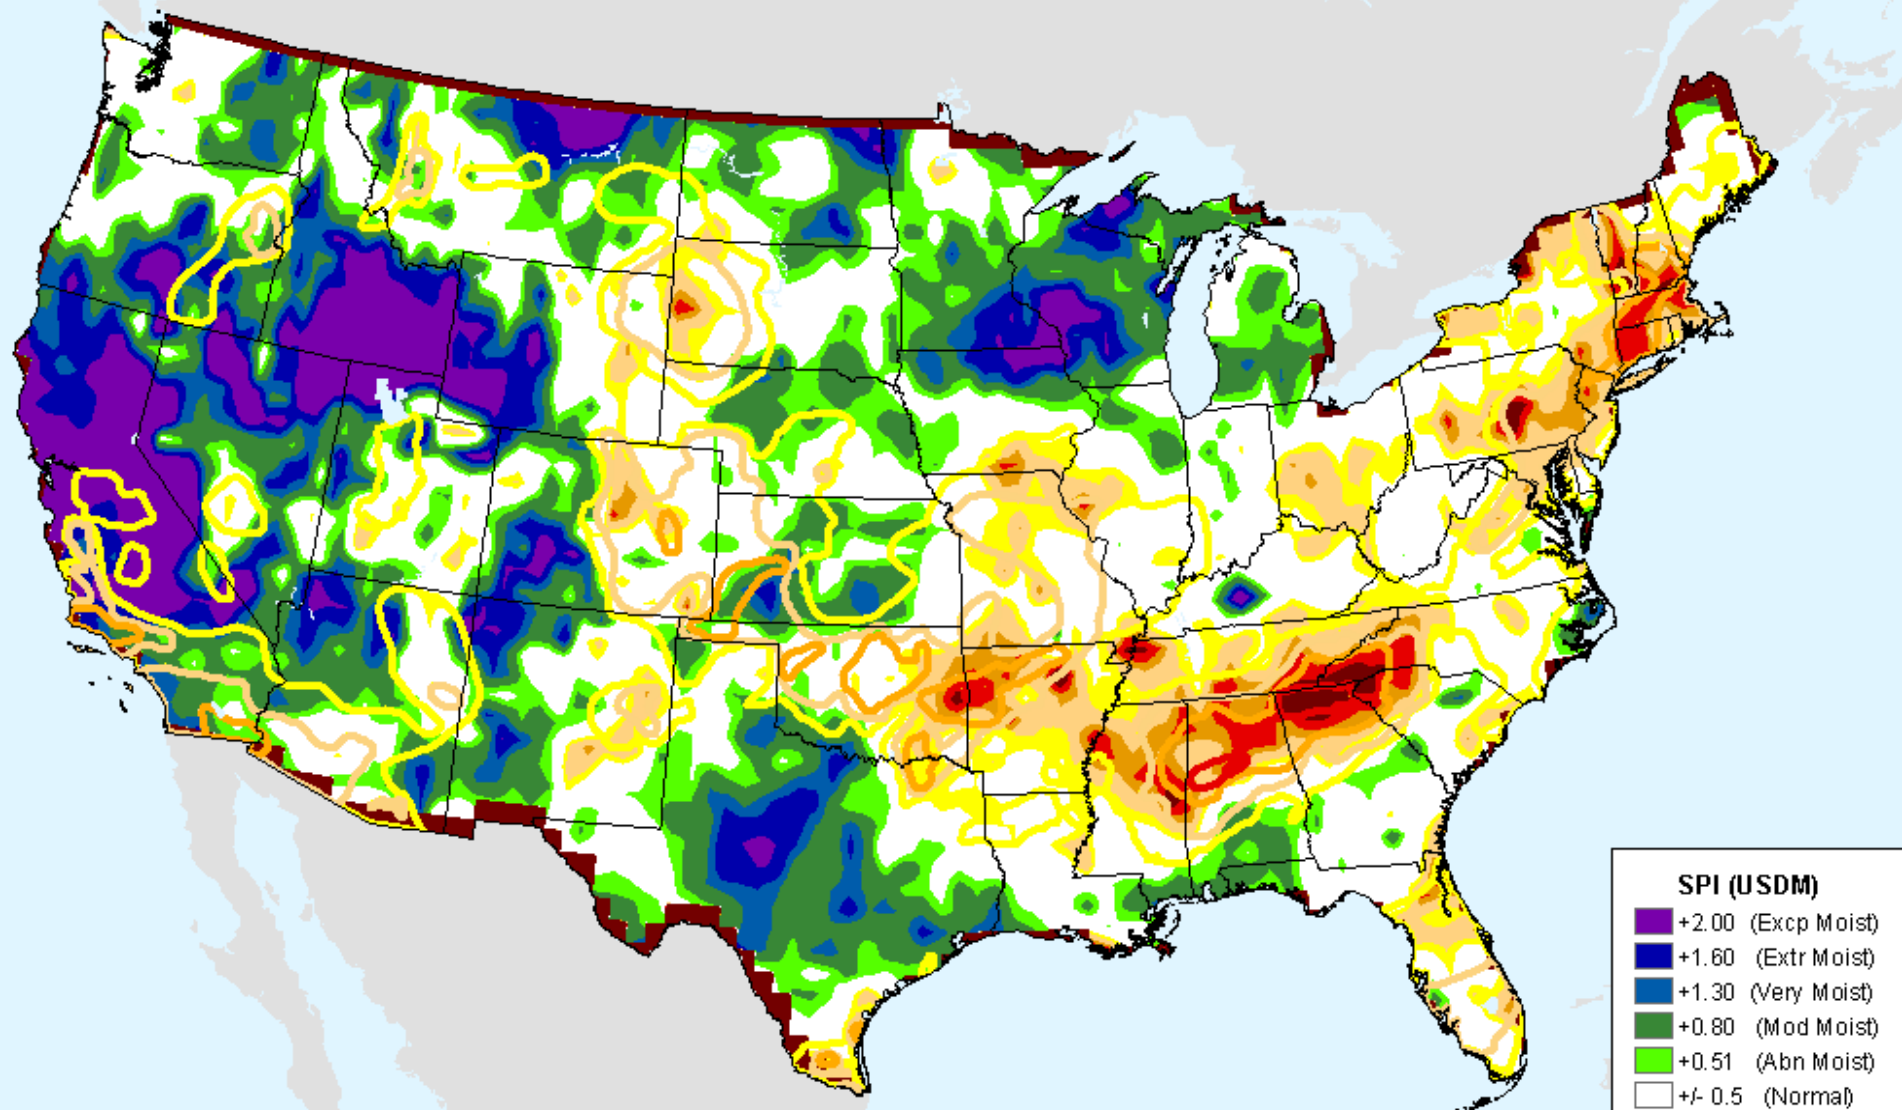 SPI (USDM)
+2.00 (Excp Moist)
+1.60 (Extr Moist)
+1.30 (Very Moist)
+0.80 (Mod Moist)
+0.51 (Abn Moist)
+/- 0.5 (Normal)